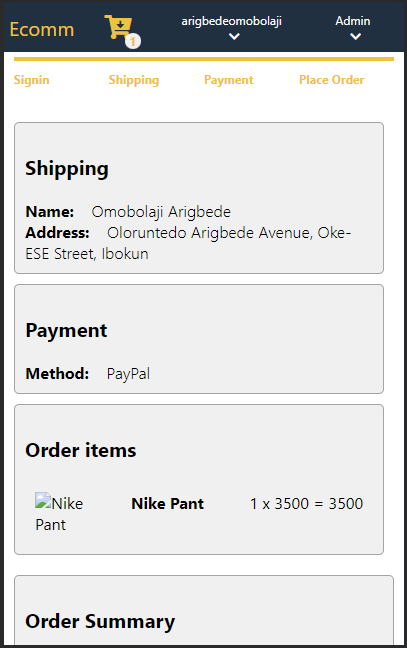 Ecomm 1 arigbedeomobolaji Admin
Signin Shipping Payment Place Order
Shipping
Name: Omobolaji Arigbede
Address: Oloruntedo Arigbede Avenue, Oke-
ESE Street, Ibokun
Payment
Method: PayPal
Order items
Nike Nike Pant 1 x 3500 = 3500
Pant
Order Summary